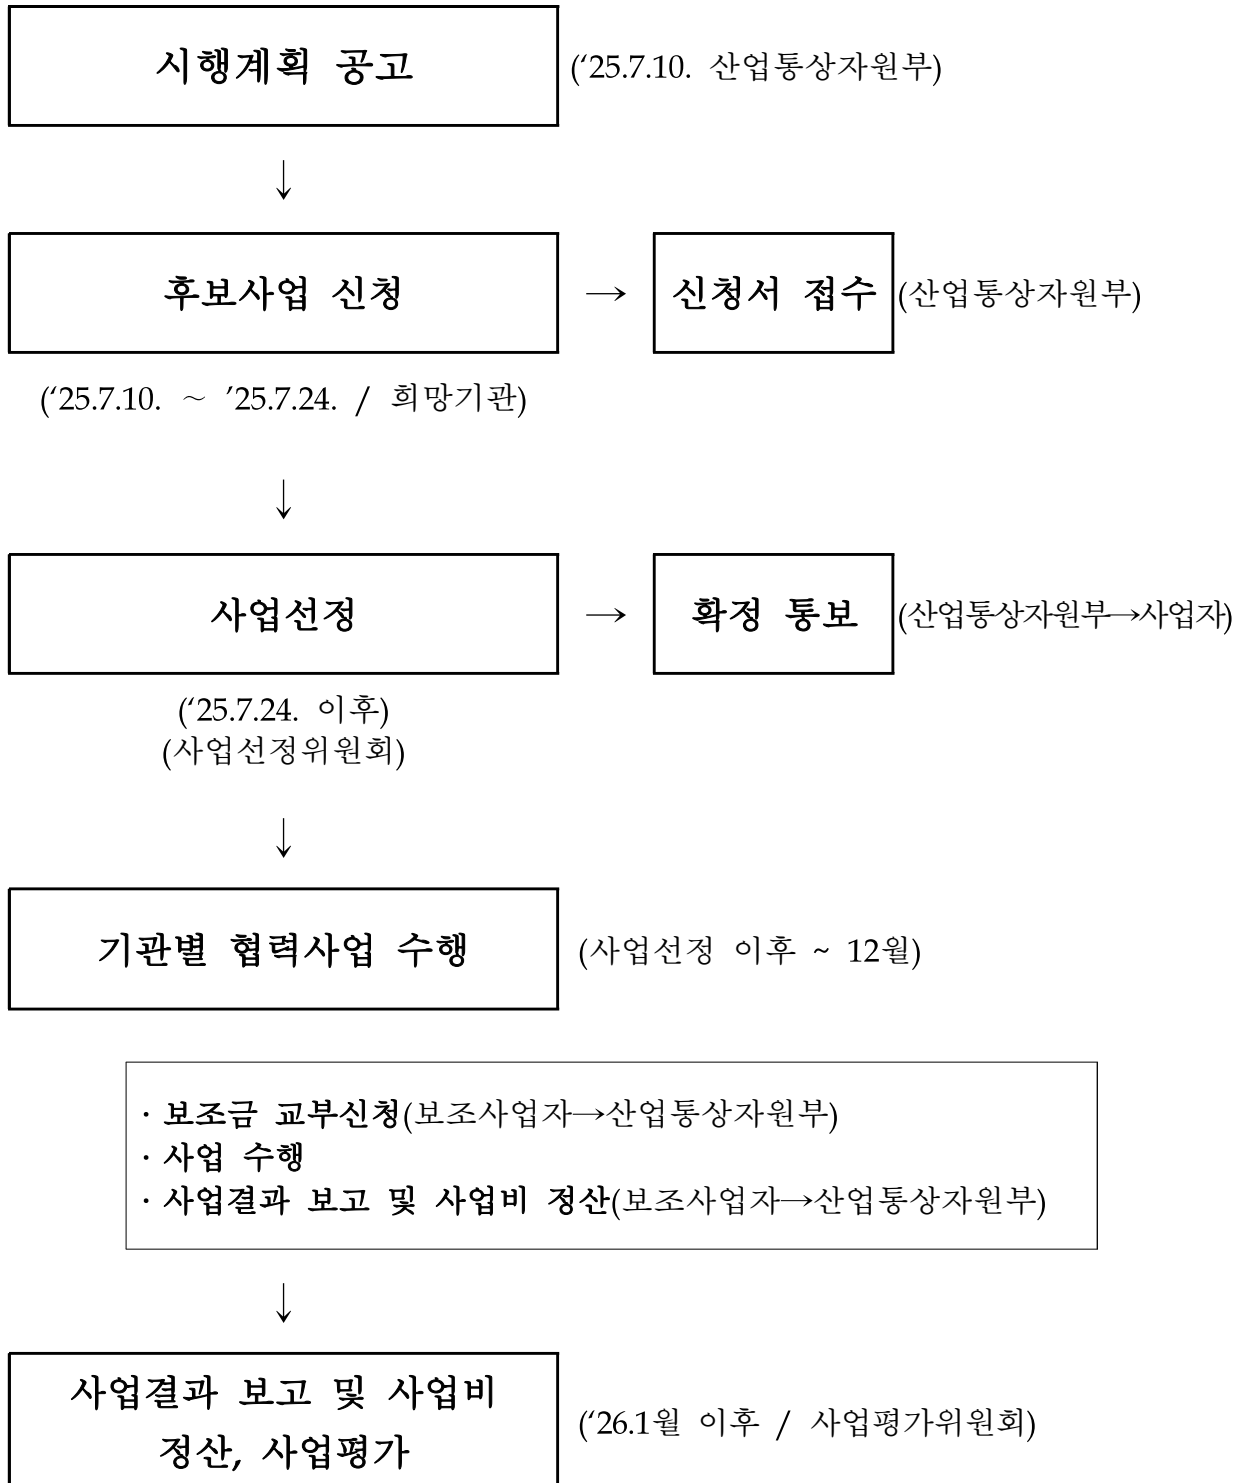 시행계획 공고 (‘25.7.10. 산업통상자원부)
↓
후보사업 신청 → 신청서 접수 (산업통상자원부)
(‘25.7.10. ～ ’25.7.24. / 희망기관)
↓
사업선정 → 확정 통보 (산업통상자원부→사업자)
(‘25.7.24. 이후)
(사업선정위원회)
↓
기관별 협력사업 수행 (사업선정 이후 ~ 12월)
· 보조금 교부신청(보조사업자→산업통상자원부)
· 사업 수행
· 사업결과 보고 및 사업비 정산(보조사업자→산업통상자원부)
↓
사업결과 보고 및 사업비
정산, 사업평가
(‘26.1월 이후 / 사업평가위원회)